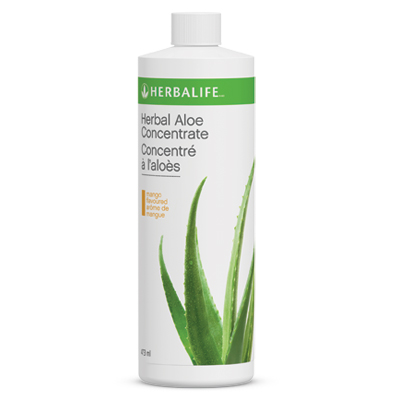 HERBALIFE
Herbal Aloe
Concentrate
Concentré
à l'aloès
mango
flavoured
arôme de
mangue
473 ml